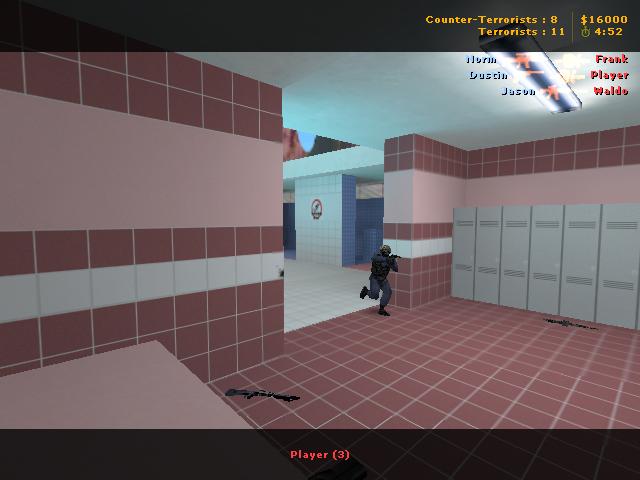 Counter-Terrorists : 8 $16000
Terrorists : 11 4:52
Norm Frank
Dustin Player
Jason Waldo
Player (3)